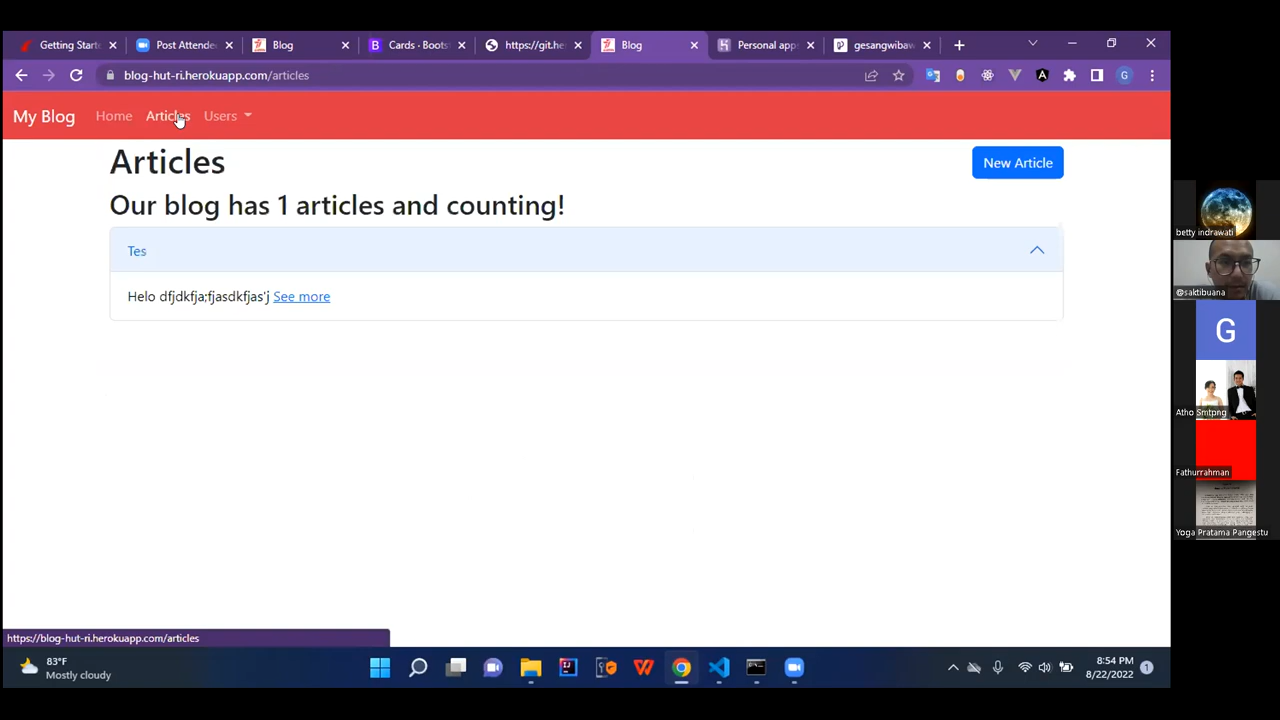 Getting Starte
Post Attende
Blog
Cards · Boots
https://git.he
Blog
Personal apps
gesangwibaw
blog-hut-ri.herokuapp.com/articles
G
My Blog
Home
Articles
Users
Articles
New Article
Our blog has 1 articles and counting!
Tes
Helo dfjdkfja;fjasdkfjas'j See more
https://blog-hut-ri.herokuapp.com/articles
83°F
Mostly cloudy
8:54 PM
8/22/2022
1
betty indrawati
@saktibuana
G
Atho Smtpng
Fathurrahman
Yoga Pratama Pangestu